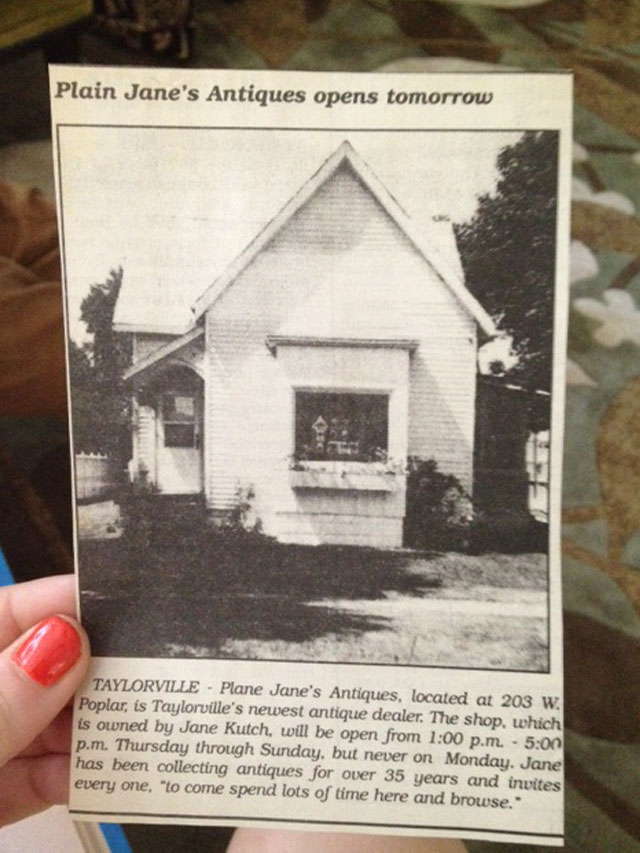 Plain Jane's Antiques opens tomorrow
TAYLORVILLE - Plane Jane's Antiques, located at 203 W.
Poplar, is Taylorville's newest antique dealer. The shop, which
is owned by Jane Kutch, will be open from 1:00 p.m. - 5:00
p.m. Thursday through Sunday, but never on Monday. Jane
has been collecting antiques for over 35 years and invites
every one, "to come spend lots of time here and browse."